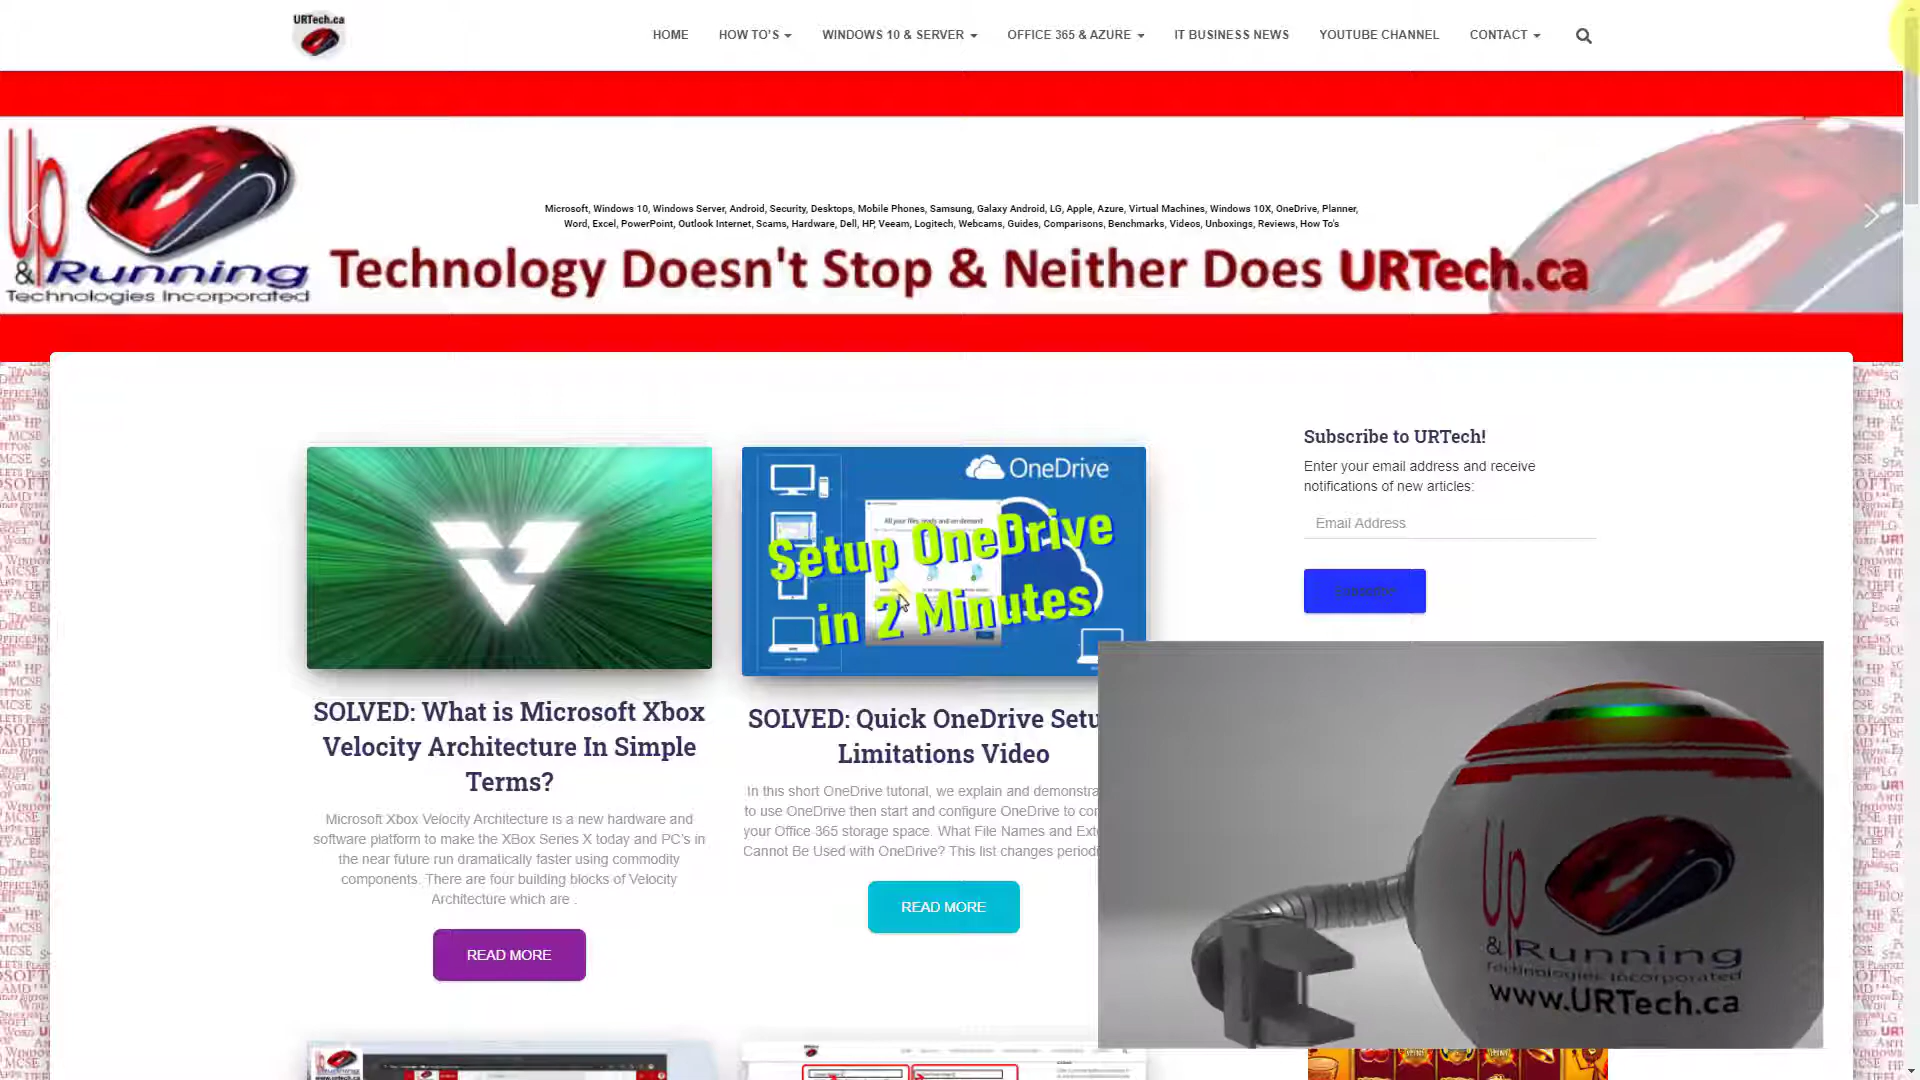 URTech.ca
HOME
HOW TO'S
WINDOWS 10 & SERVER
OFFICE 365 & AZURE
IT BUSINESS NEWS
YOUTUBE CHANNEL
CONTACT
Up
& Running
Technologies Incorporated
Microsoft, Windows 10, Windows Server, Android, Security, Desktops, Mobile Phones, Samsung, Galaxy Android, LG, Apple, Azure, Virtual Machines, Windows 10X, OneDrive, Planner,
Word, Excel, PowerPoint, Outlook Internet, Scams, Hardware, Dell, HP, Veeam, Logitech, Webcams, Guides, Comparisons, Benchmarks, Videos, Unboxings, Reviews, How To's
Technology Doesn't Stop & Neither Does URTech.ca
OneDrive
Setup OneDrive
in 2 Minutes
SOLVED: What is Microsoft Xbox
Velocity Architecture In Simple
Terms?
Microsoft Xbox Velocity Architecture is a new hardware and
software platform to make the XBox Series X today and PC's in
the near future run dramatically faster using commodity
components. There are four building blocks of Velocity
Architecture which are .
READ MORE
SOLVED: Quick OneDrive Setu
Limitations Video
In this short OneDrive tutorial, we explain and demonstra
to use OneDrive then start and configure OneDrive to co
your Office 365 storage space. What File Names and Ext
Cannot Be Used with OneDrive? This list changes periodi
READ MORE
Subscribe to URTech!
Enter your email address and receive
notifications of new articles:
Email Address
Subscribe
Up
& Running
Technologies Incorporated
www.URTech.ca